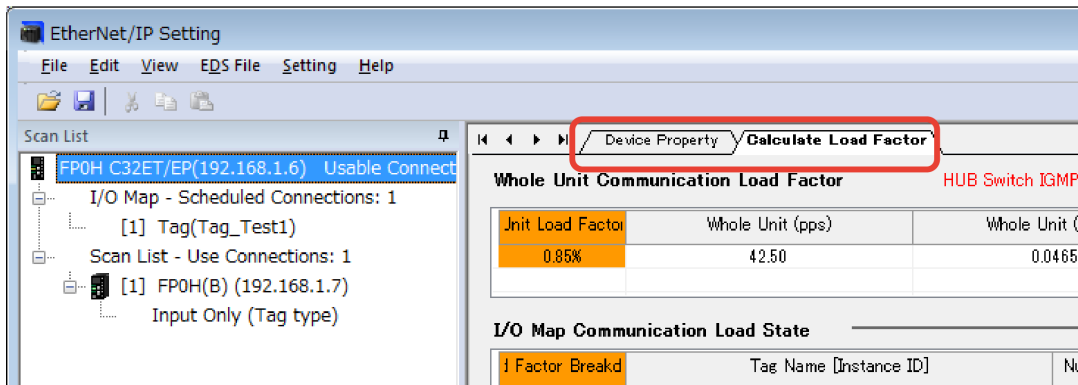 EtherNet/IP Setting
File Edit View EDS File Setting Help
Scan List
Device Property Calculate Load Factor
FP0H C32ET/EP(192.168.1.6) Usable Connect
I/O Map - Scheduled Connections: 1
[1] Tag(Tag_Test1)
Scan List - Use Connections: 1
[1] FP0H(B) (192.168.1.7)
Input Only (Tag type)
Whole Unit Communication Load Factor HUB Switch IGMP
Unit Load Factor Whole Unit (pps) Whole Unit (
0.85% 42.50 0.0465
I/O Map Communication Load State
d Factor Breakd Tag Name [Instance ID] Nu